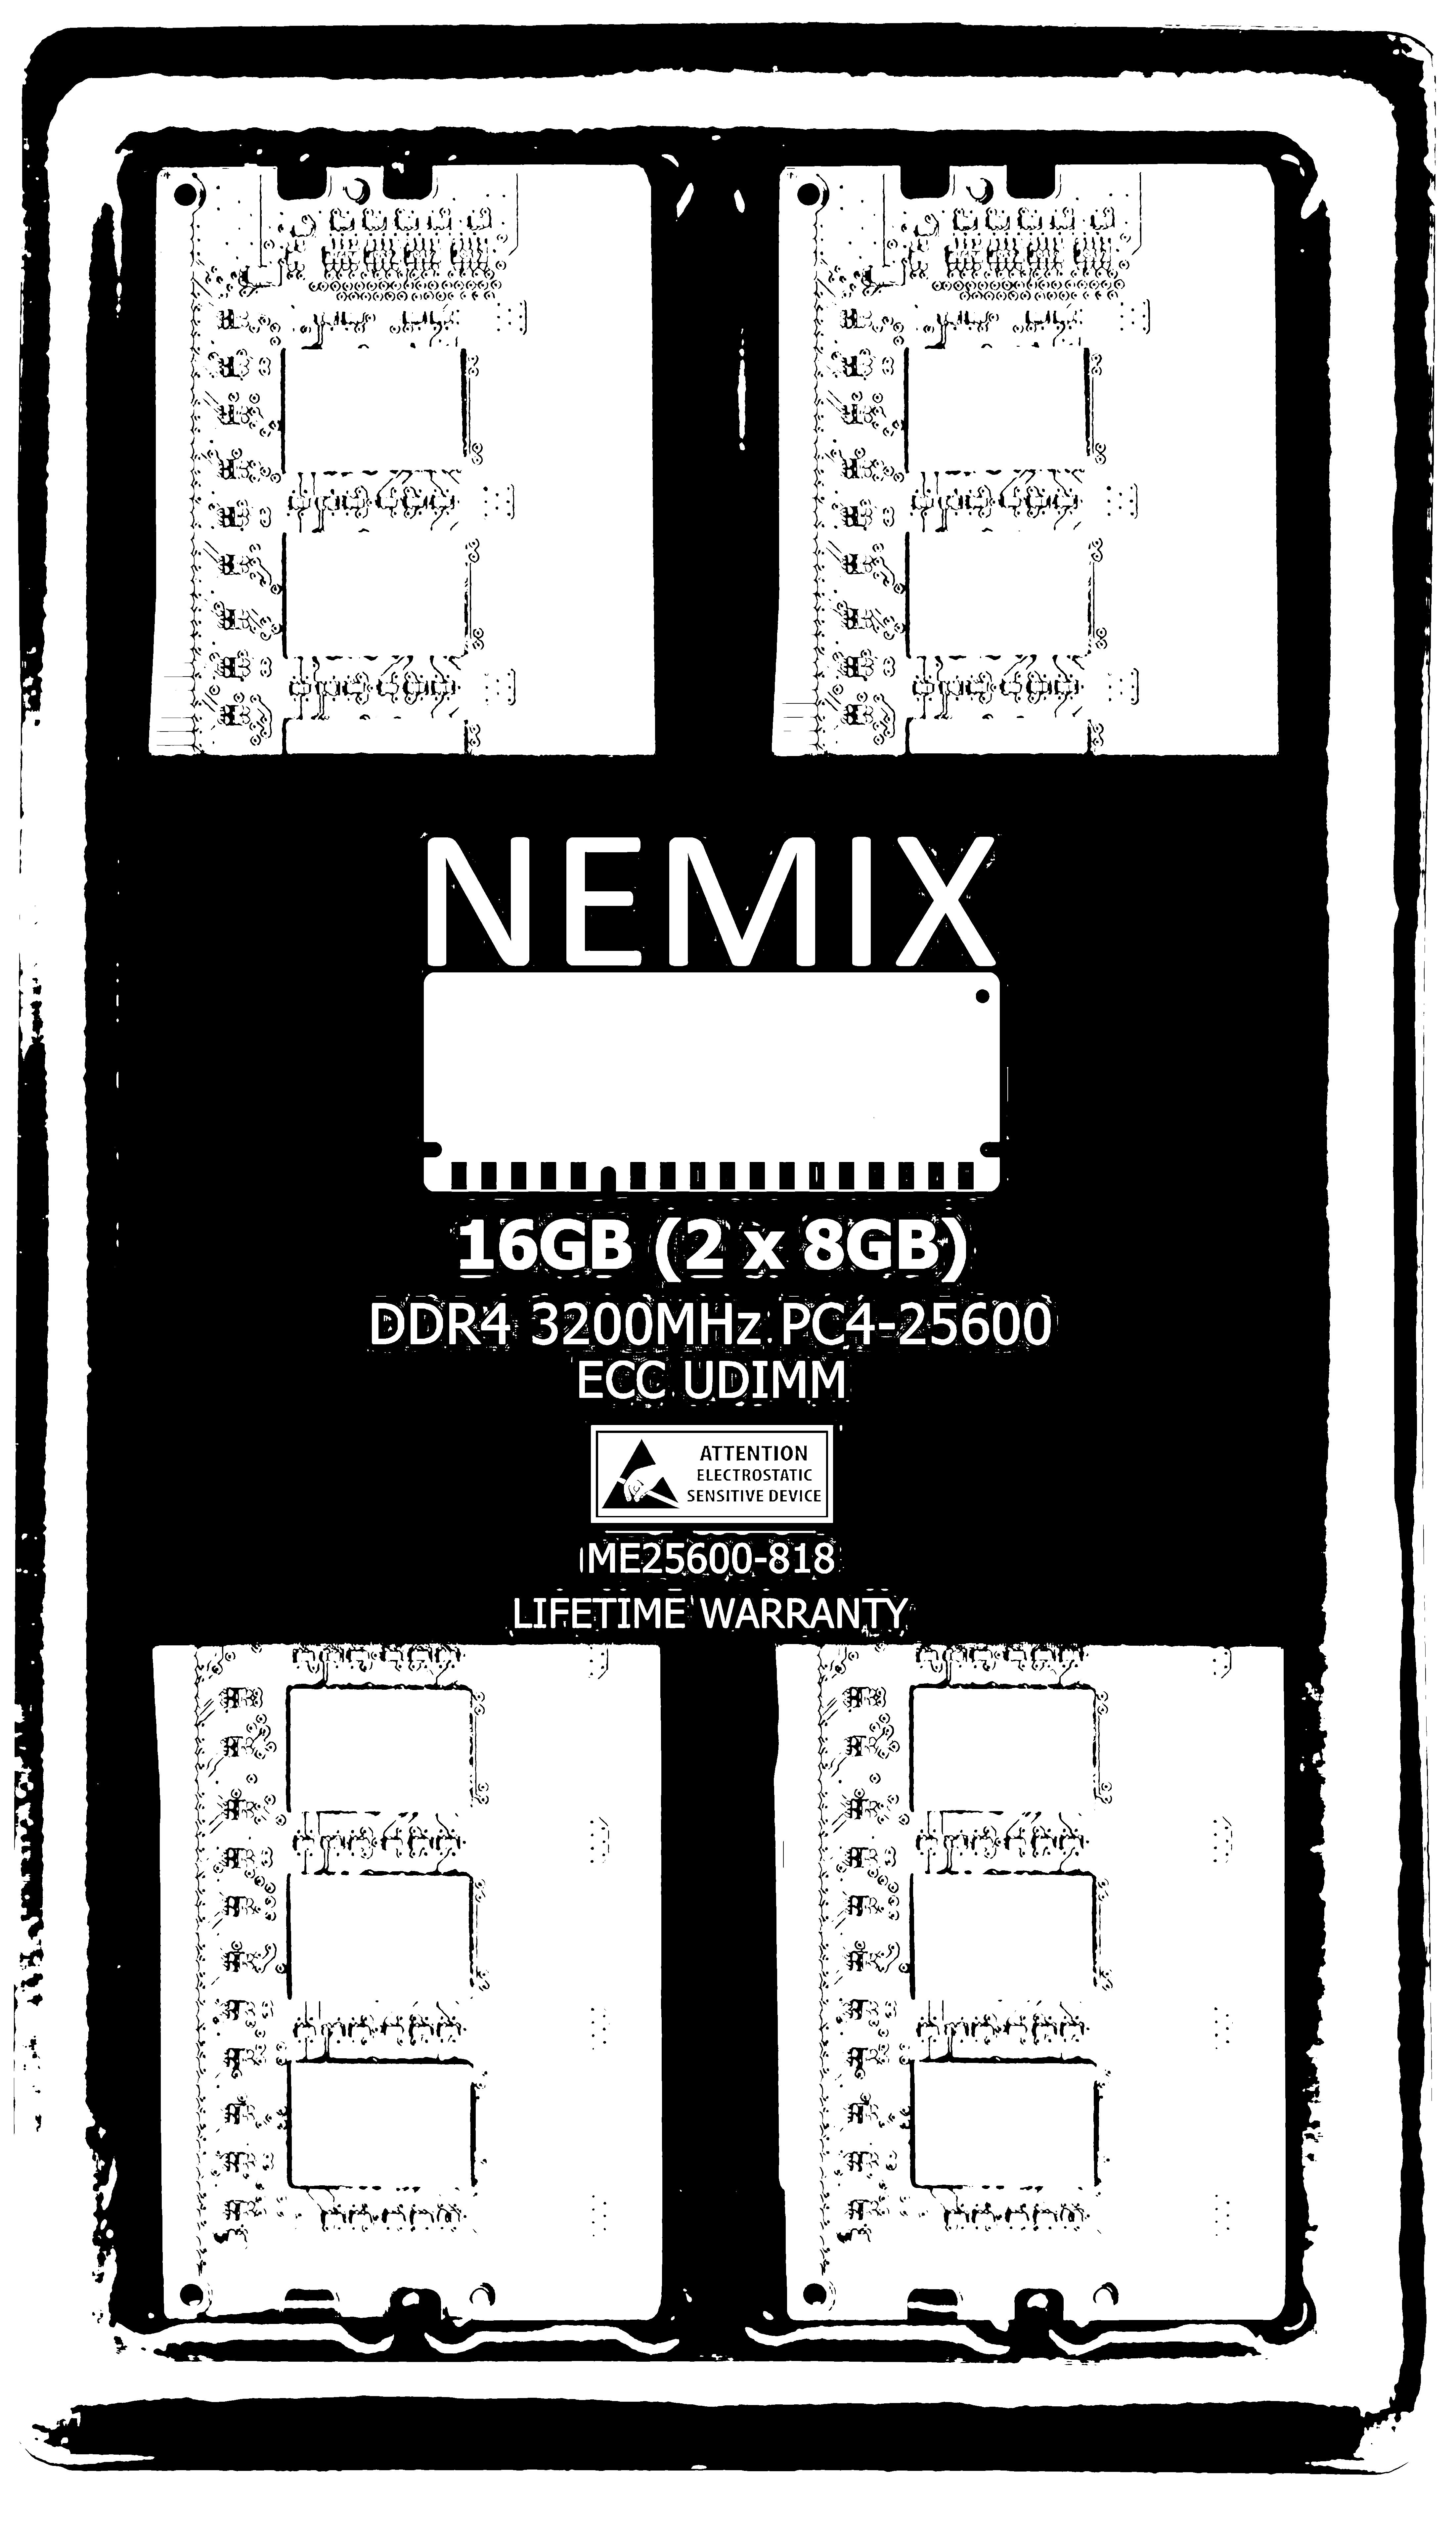 NEMIX
16GB (2 x 8GB)
DDR4 3200MHz PC4-25600
ECC UDIMM
ATTENTION
ELECTROSTATIC
SENSITIVE DEVICE
ME25600-818
LIFETIME WARRANTY